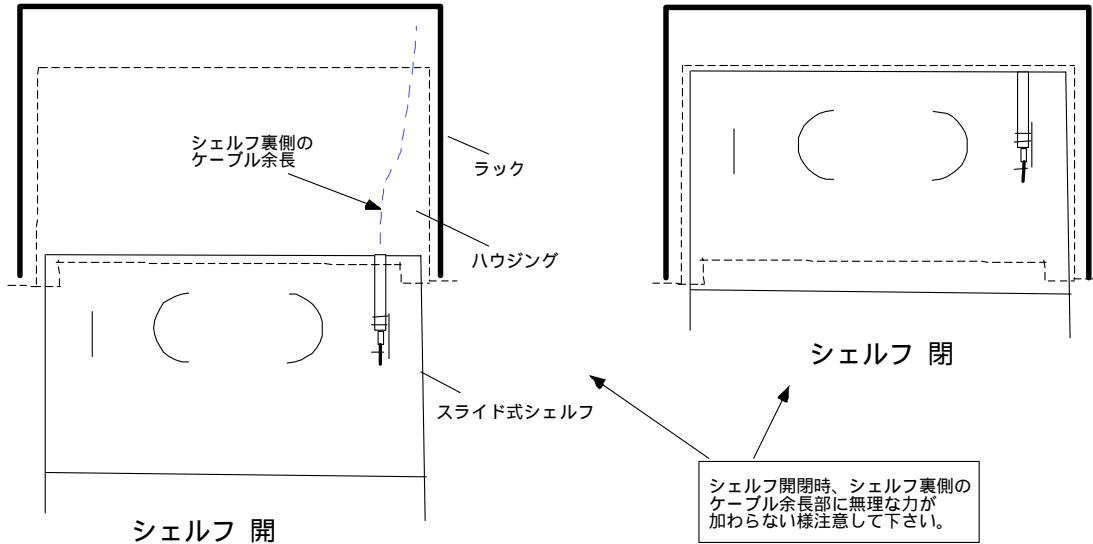 シェルフ裏側の
ケーブル余長
ラック
ハウジング
スライド式シェルフ
シェルフ 開
シェルフ 閉
シェルフ開閉時、シェルフ裏側の
ケーブル余長部に無理な力が
加わらない様注意して下さい。